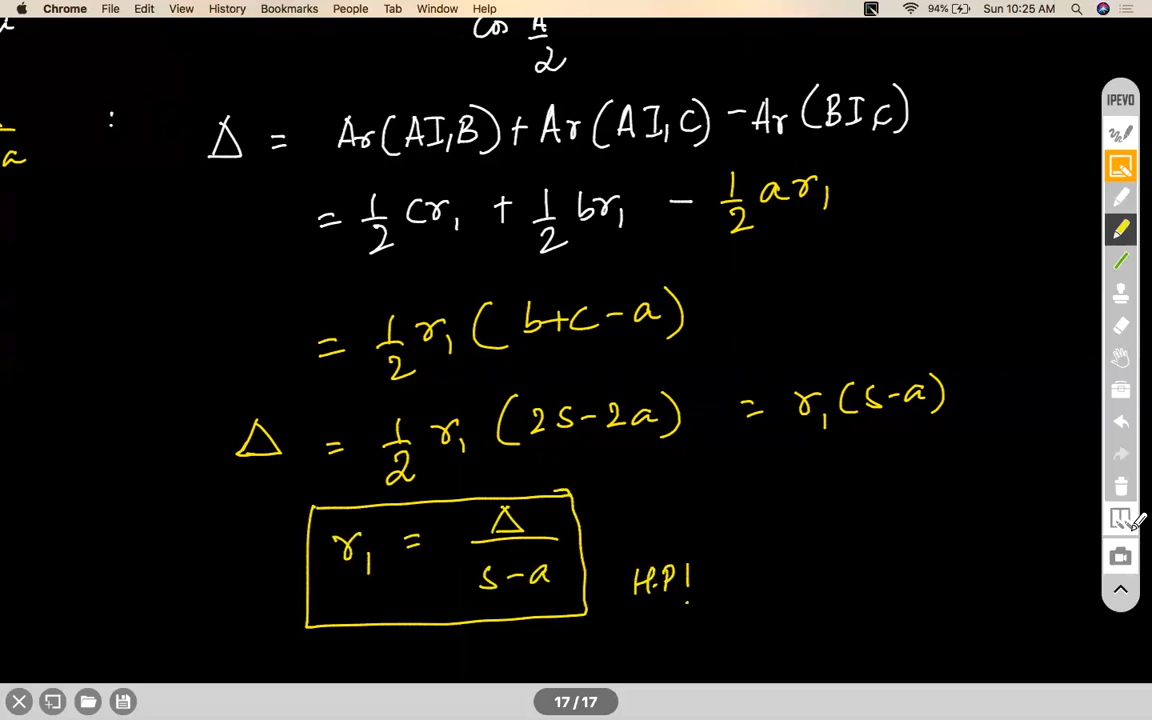 Chrome File Edit View History Bookmarks People Tab Window Help 94% Sun 10:25 AM
cos A/2
:
a
Δ = Ar(AI₁B) + Ar(AI₁C) - Ar(BI₁C)
= 1/2 cr₁ + 1/2 br₁ - 1/2 ar₁
= 1/2 r₁ (b+c-a)
Δ = 1/2 r₁ (2s-2a) = r₁(s-a)
r₁ = Δ/s-a
H.P!
IPEVO
17/17